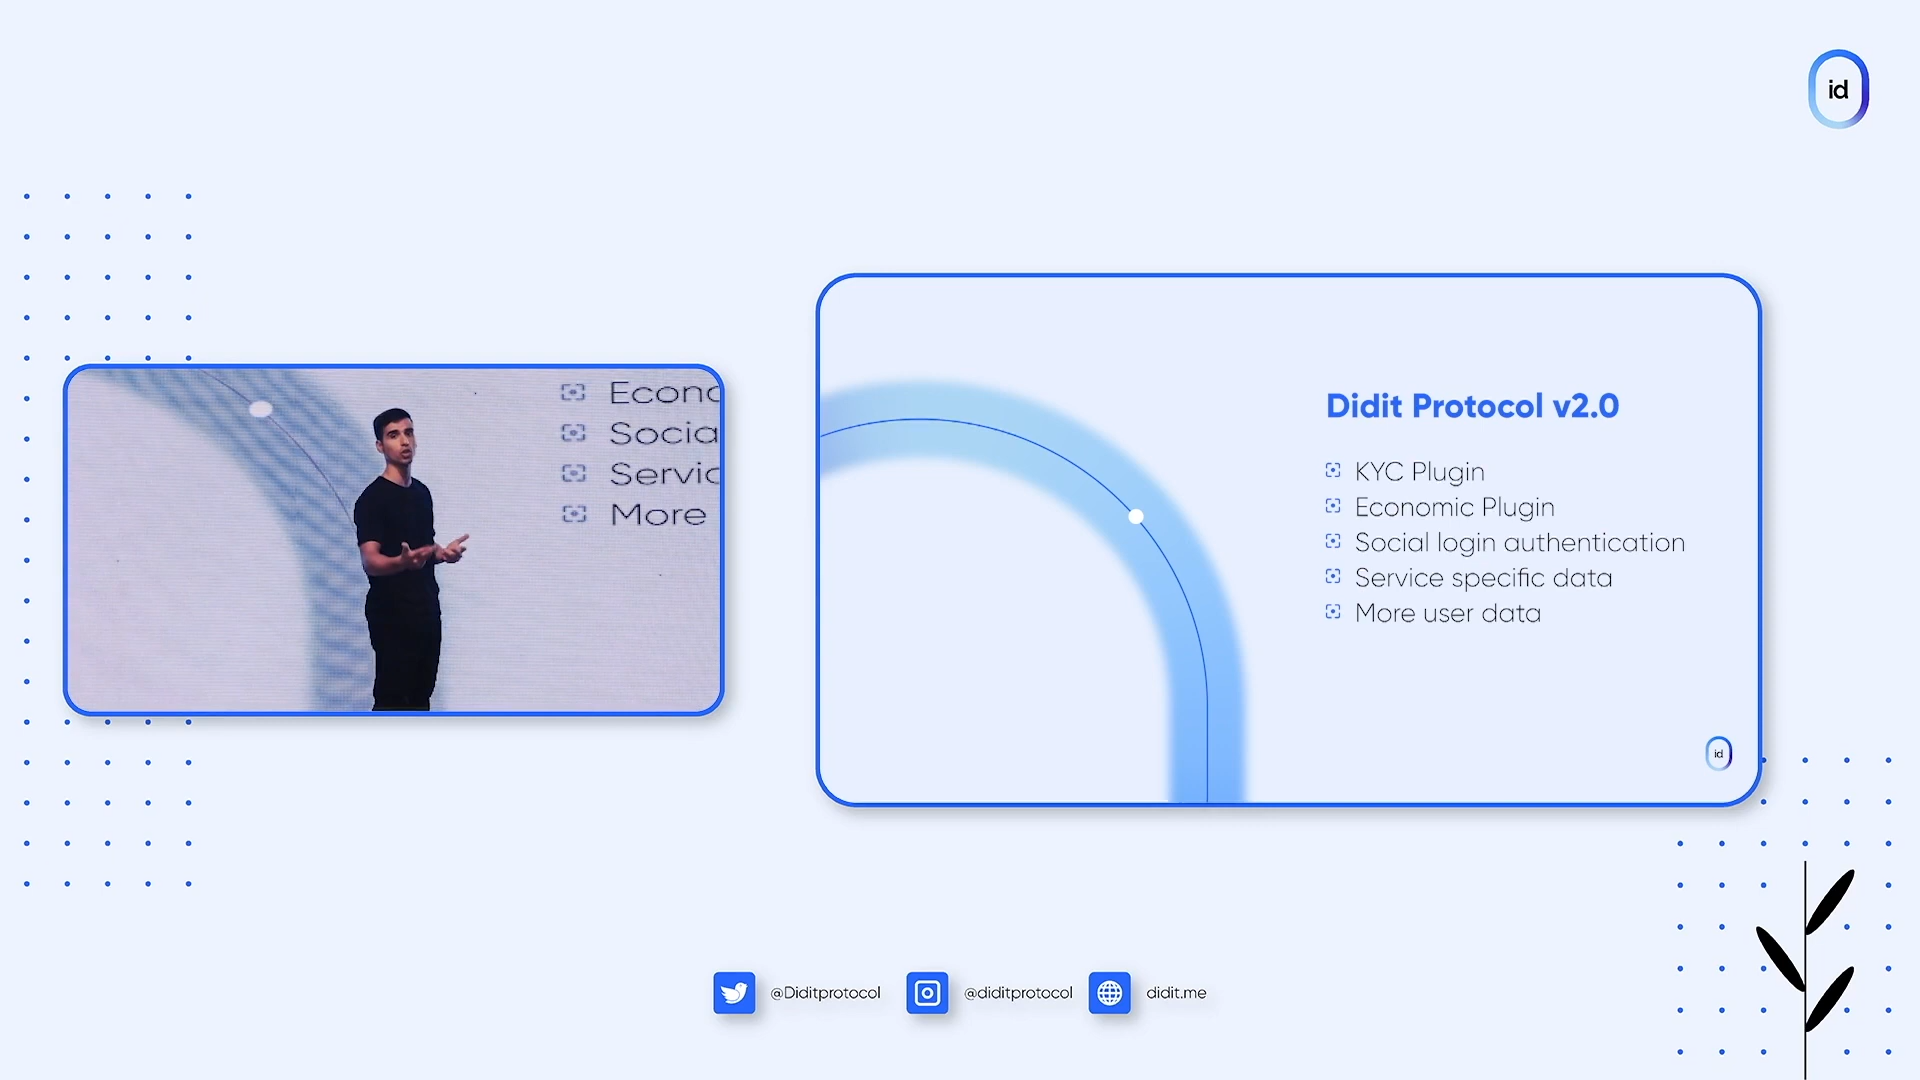 id
Econo
Socia
Servic
More
Didit Protocol v2.0
KYC Plugin
Economic Plugin
Social login authentication
Service specific data
More user data
id
@Diditprotocol
@diditprotocol
didit.me